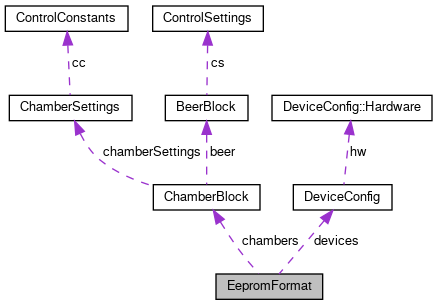 ControlConstants
ControlSettings
cc
cs
ChamberSettings
BeerBlock
DeviceConfig::Hardware
chamberSettings
beer
hw
ChamberBlock
DeviceConfig
chambers
devices
EepromFormat